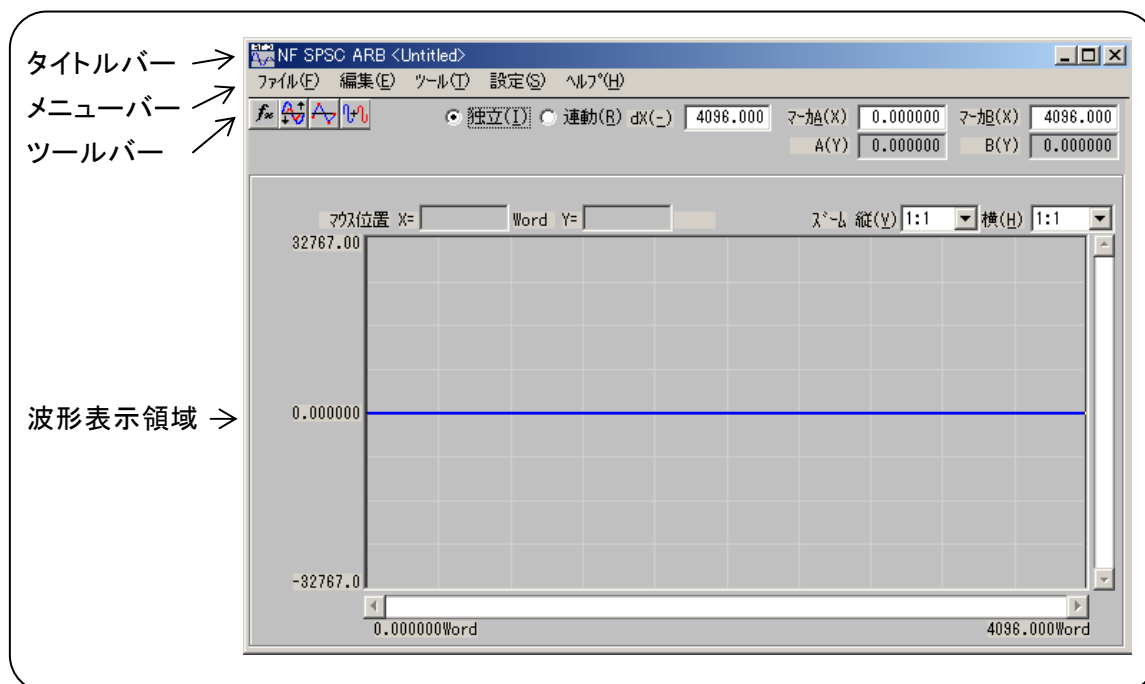 タイトルバー
メニューバー
ツールバー
波形表示領域
NF SPSC ARB <Untitled>
ファイル(F) 編集(E) ツール(T) 設定(S) ヘルプ(H)
独立(I) 連動(R) dX(-) 4096.000 マーカA(X) 0.000000 マーカB(X) 4096.000
A(Y) 0.000000 B(Y) 0.000000
マウス位置 X= Word Y= ズーム 縦(V) 1:1 横(H) 1:1
32767.00
0.000000
-32767.0
0.000000Word 4096.000Word